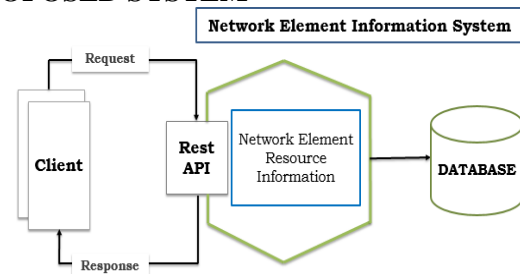 Network Element Information System
Request
Client
Rest
API
Network Element
Resource
Information
DATABASE
Response